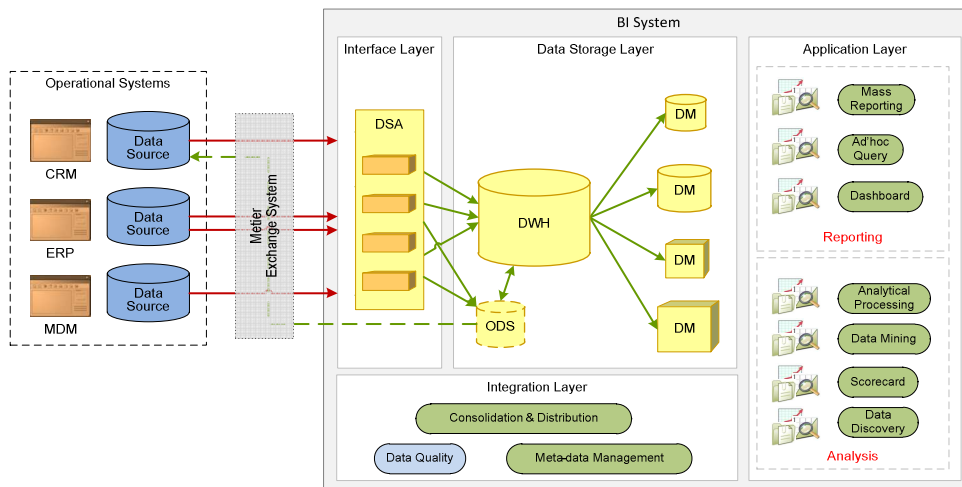 BI System
Operational Systems
CRM
Data
Source
ERP
Data
Source
MDM
Data
Source
Metier
Exchange System
Interface Layer
DSA
Data Storage Layer
DWH
ODS
DM
DM
DM
DM
Integration Layer
Consolidation & Distribution
Data Quality
Meta-data Management
Application Layer
Mass
Reporting
Ad'hoc
Query
Dashboard
Reporting
Analytical
Processing
Data Mining
Scorecard
Data
Discovery
Analysis